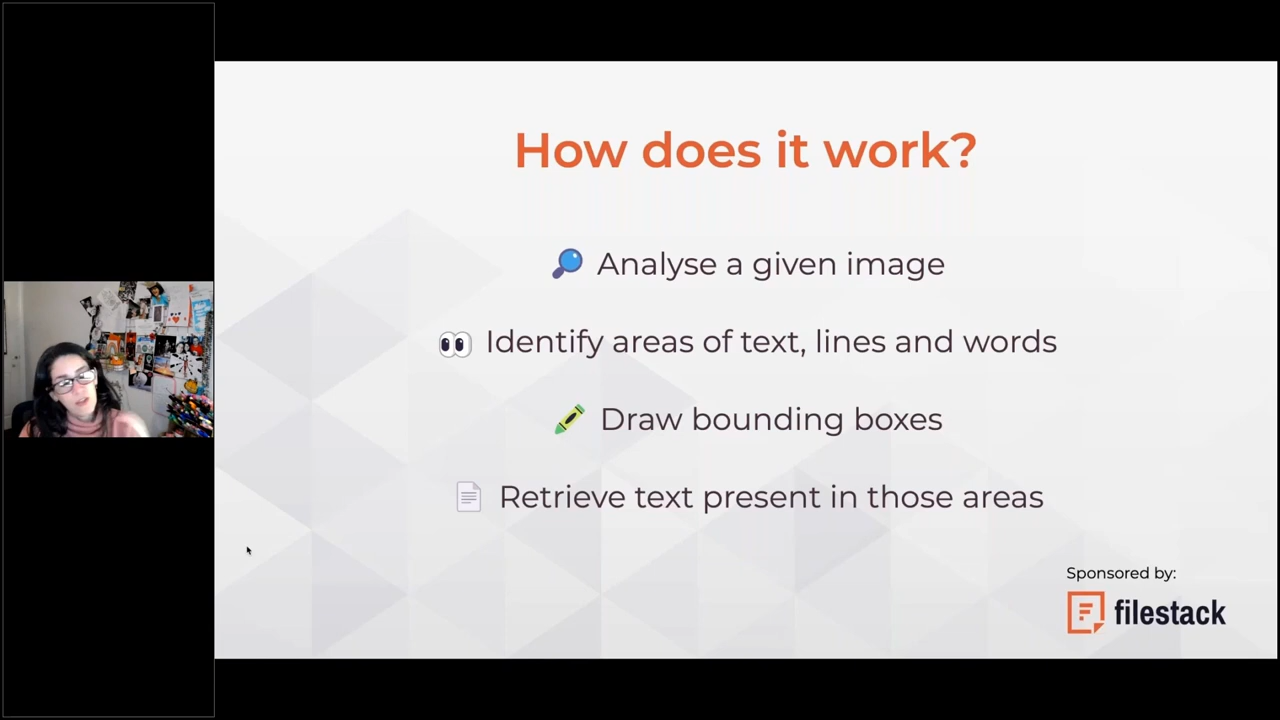 How does it work?
Analyse a given image
Identify areas of text, lines and words
Draw bounding boxes
Retrieve text present in those areas
Sponsored by:
filestack